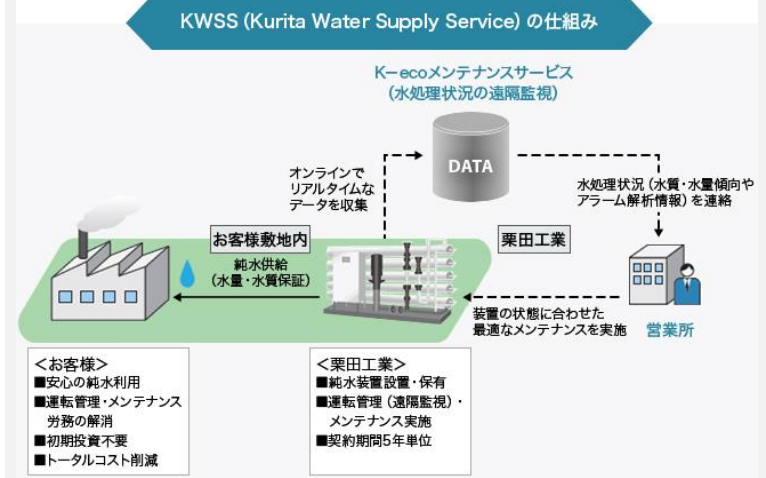 KWSS (Kurita Water Supply Service) の仕組み
K−ecoメンテナンスサービス
(水処理状況の遠隔監視)
DATA
オンラインで
リアルタイムな
データを収集
水処理状況 (水質・水量傾向や
アラーム解析情報) を連絡
お客様敷地内
栗田工業
純水供給
(水量・水質保証)
装置の状態に合わせた
最適なメンテナンスを実施
営業所
＜お客様＞
■安心の純水利用
■運転管理・メンテナンス
労務の解消
■初期投資不要
■トータルコスト削減
＜栗田工業＞
■純水装置設置・保有
■運転管理 (遠隔監視)・
メンテナンス実施
■契約期間5年単位